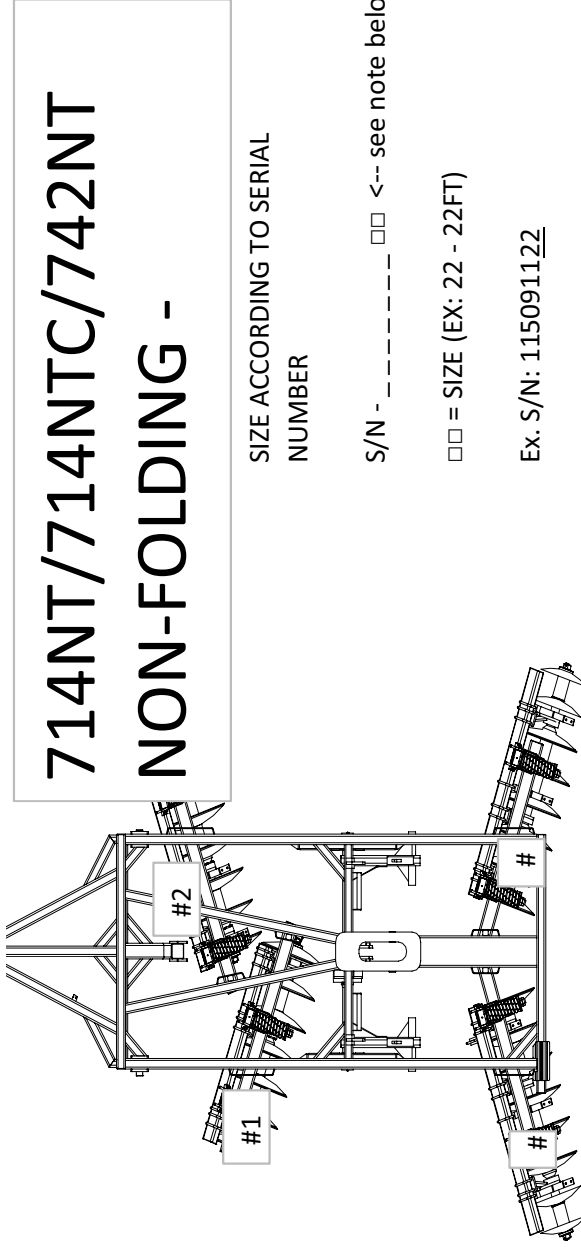 714NT/714NTC/742NT
NON-FOLDING -
SIZE ACCORDING TO SERIAL
NUMBER
S/N - _ _ _ _ _ _ _ _ □□ <-- see note belo
□□ = SIZE (EX: 22 - 22FT)
Ex. S/N: 115091122
#2
#1
#
#